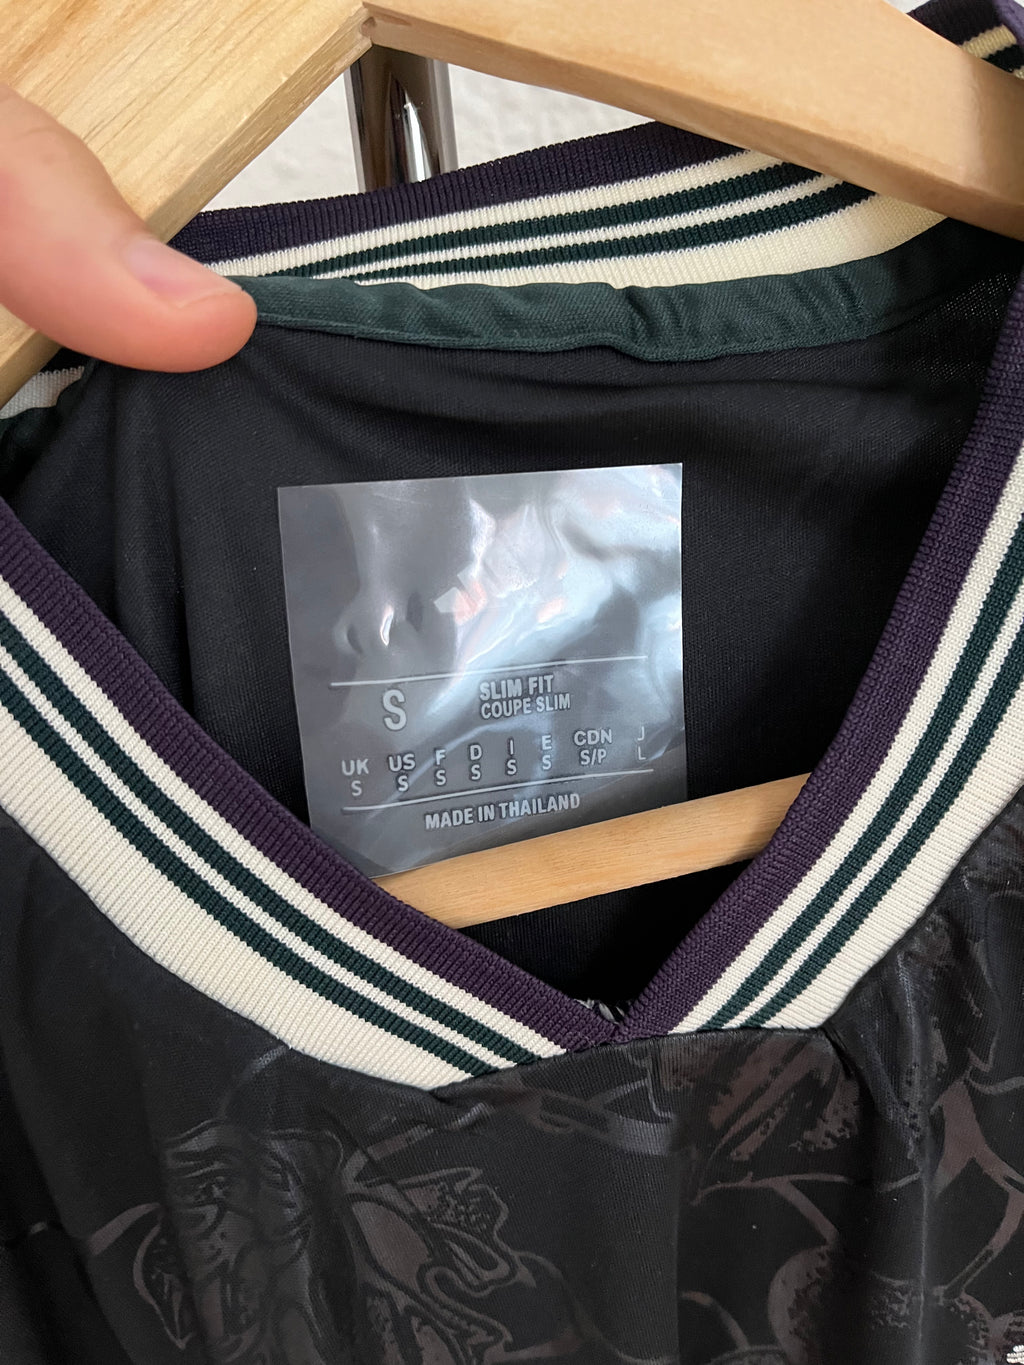 S
SLIM FIT
COUPE SLIM
UK US F D I E CDN J
S S S S S S S/P L
MADE IN THAILAND